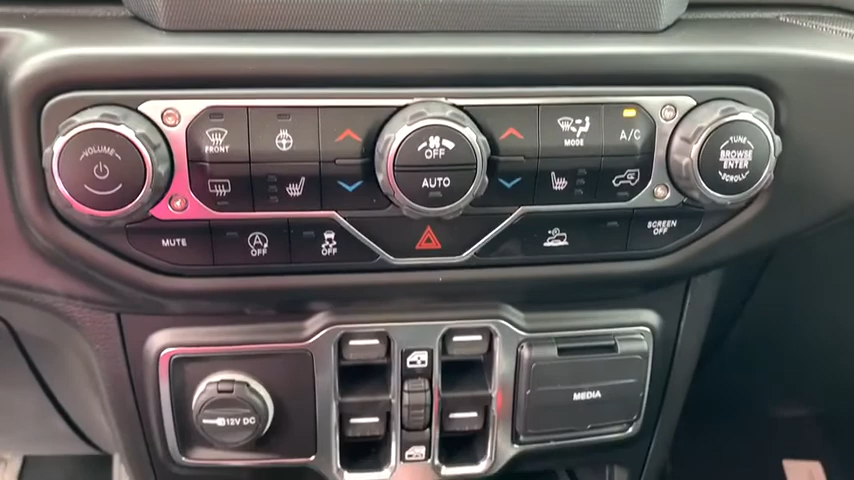 VOLUME
FRONT
OFF
AUTO
MODE
A/C
TUNE
BROWSE
ENTER
SCROLL
MUTE
A
OFF
OFF
SCREEN
OFF
12V DC
MEDIA